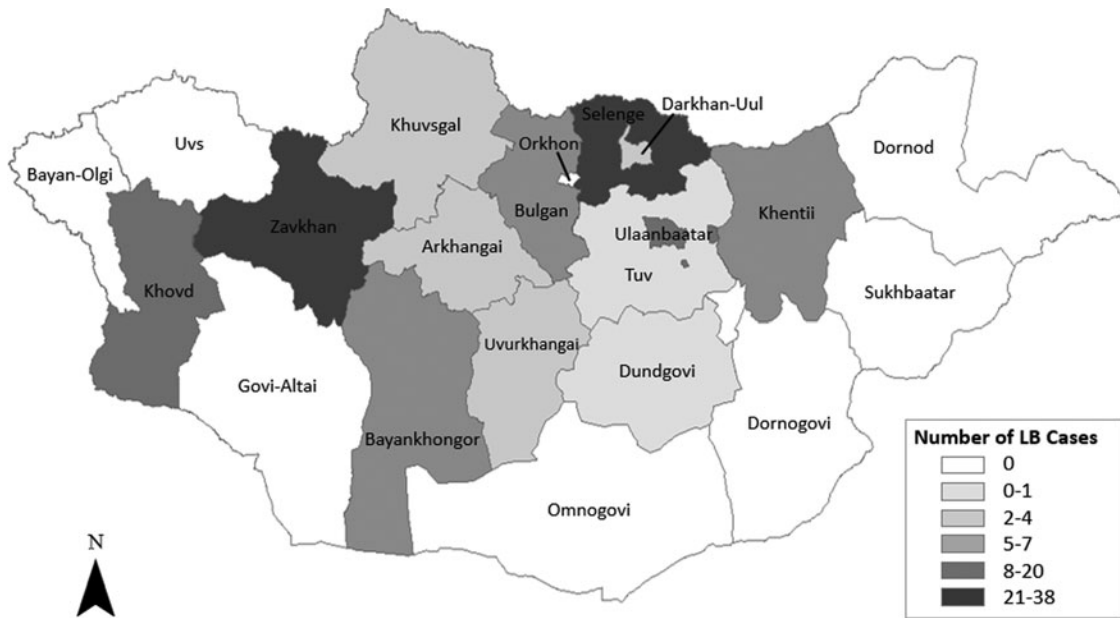 Khuvsgal
Selenge
Darkhan-Uul
Uvs
Orkhon
Dornod
Bayan-Olgi
Bulgan
Khentii
Zavkhan
Ulaanbaatar
Arkhangai
Tuv
Khovd
Sukhbaatar
Uvurkhangai
Dundgovi
Govi-Altai
Bayankhongor
Dornogovi
Omnogovi
N
Number of LB Cases
0
0-1
2-4
5-7
8-20
21-38